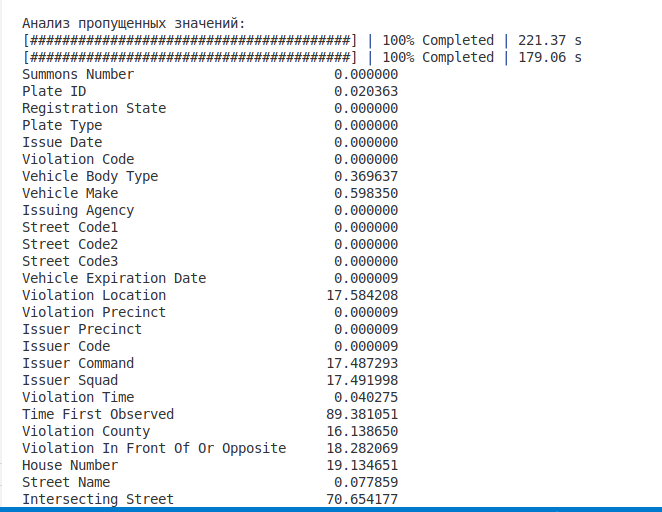 Анализ пропущенных значений:
[########################################] | 100% Completed | 221.37 s
[########################################] | 100% Completed | 179.06 s
Summons Number 0.000000
Plate ID 0.020363
Registration State 0.000000
Plate Type 0.000000
Issue Date 0.000000
Violation Code 0.000000
Vehicle Body Type 0.369637
Vehicle Make 0.598350
Issuing Agency 0.000000
Street Code1 0.000000
Street Code2 0.000000
Street Code3 0.000000
Vehicle Expiration Date 0.000009
Violation Location 17.584208
Violation Precinct 0.000009
Issuer Precinct 0.000009
Issuer Code 0.000009
Issuer Command 17.487293
Issuer Squad 17.491998
Violation Time 0.040275
Time First Observed 89.381051
Violation County 16.138650
Violation In Front Of Or Opposite 18.282069
House Number 19.134651
Street Name 0.077859
Intersecting Street 70.654177